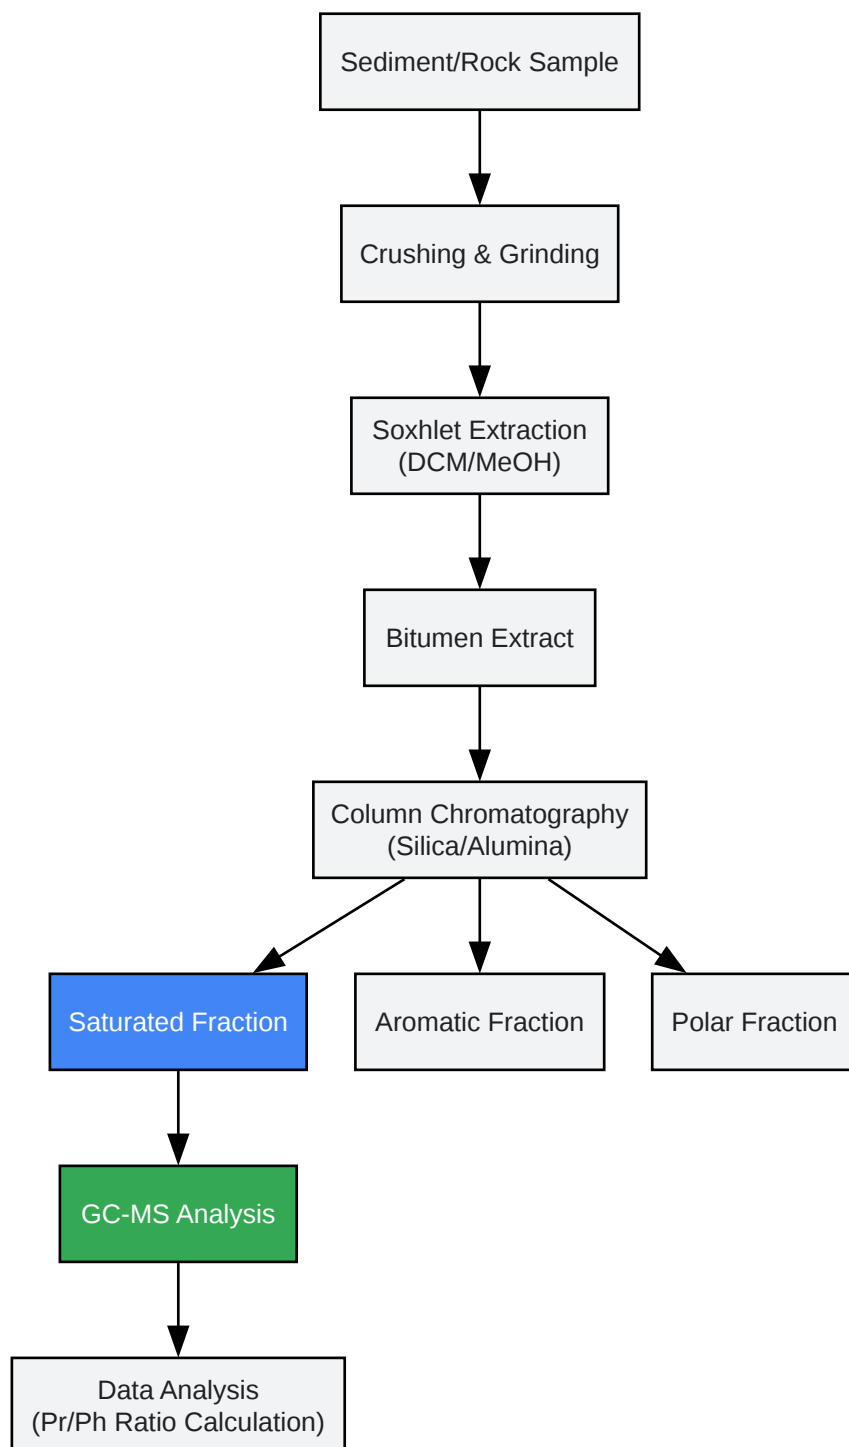 Sediment/Rock Sample
Crushing & Grinding
Soxhlet Extraction
(DCM/MeOH)
Bitumen Extract
Column Chromatography
(Silica/Alumina)
Saturated Fraction
Aromatic Fraction
Polar Fraction
GC-MS Analysis
Data Analysis
(Pr/Ph Ratio Calculation)